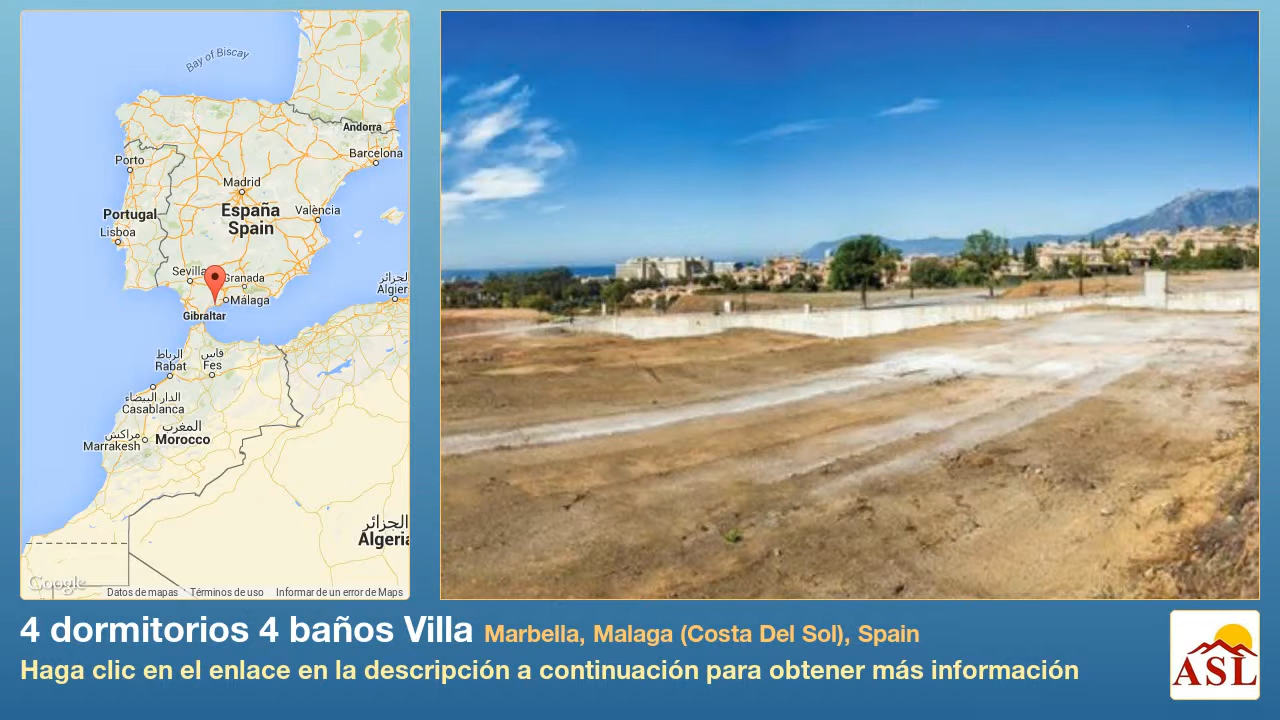 Bay of Biscay
Andorra
Barcelona
Porto
Madrid
España
Spain
València
Portugal
Lisboa
Sevilla
Granada
Málaga
Gibraltar
الجزائر
Algier
الرباط
Rabat
فاس
Fes
الدار البيضاء
Casablanca
المغرب
Morocco
مراكش
Marrakesh
الجزائر
Algeria
Google
Datos de mapas
Términos de uso
Informar de un error de Maps
4 dormitorios 4 baños Villa Marbella, Malaga (Costa Del Sol), Spain
Haga clic en el enlace en la descripción a continuación para obtener más información
ASL